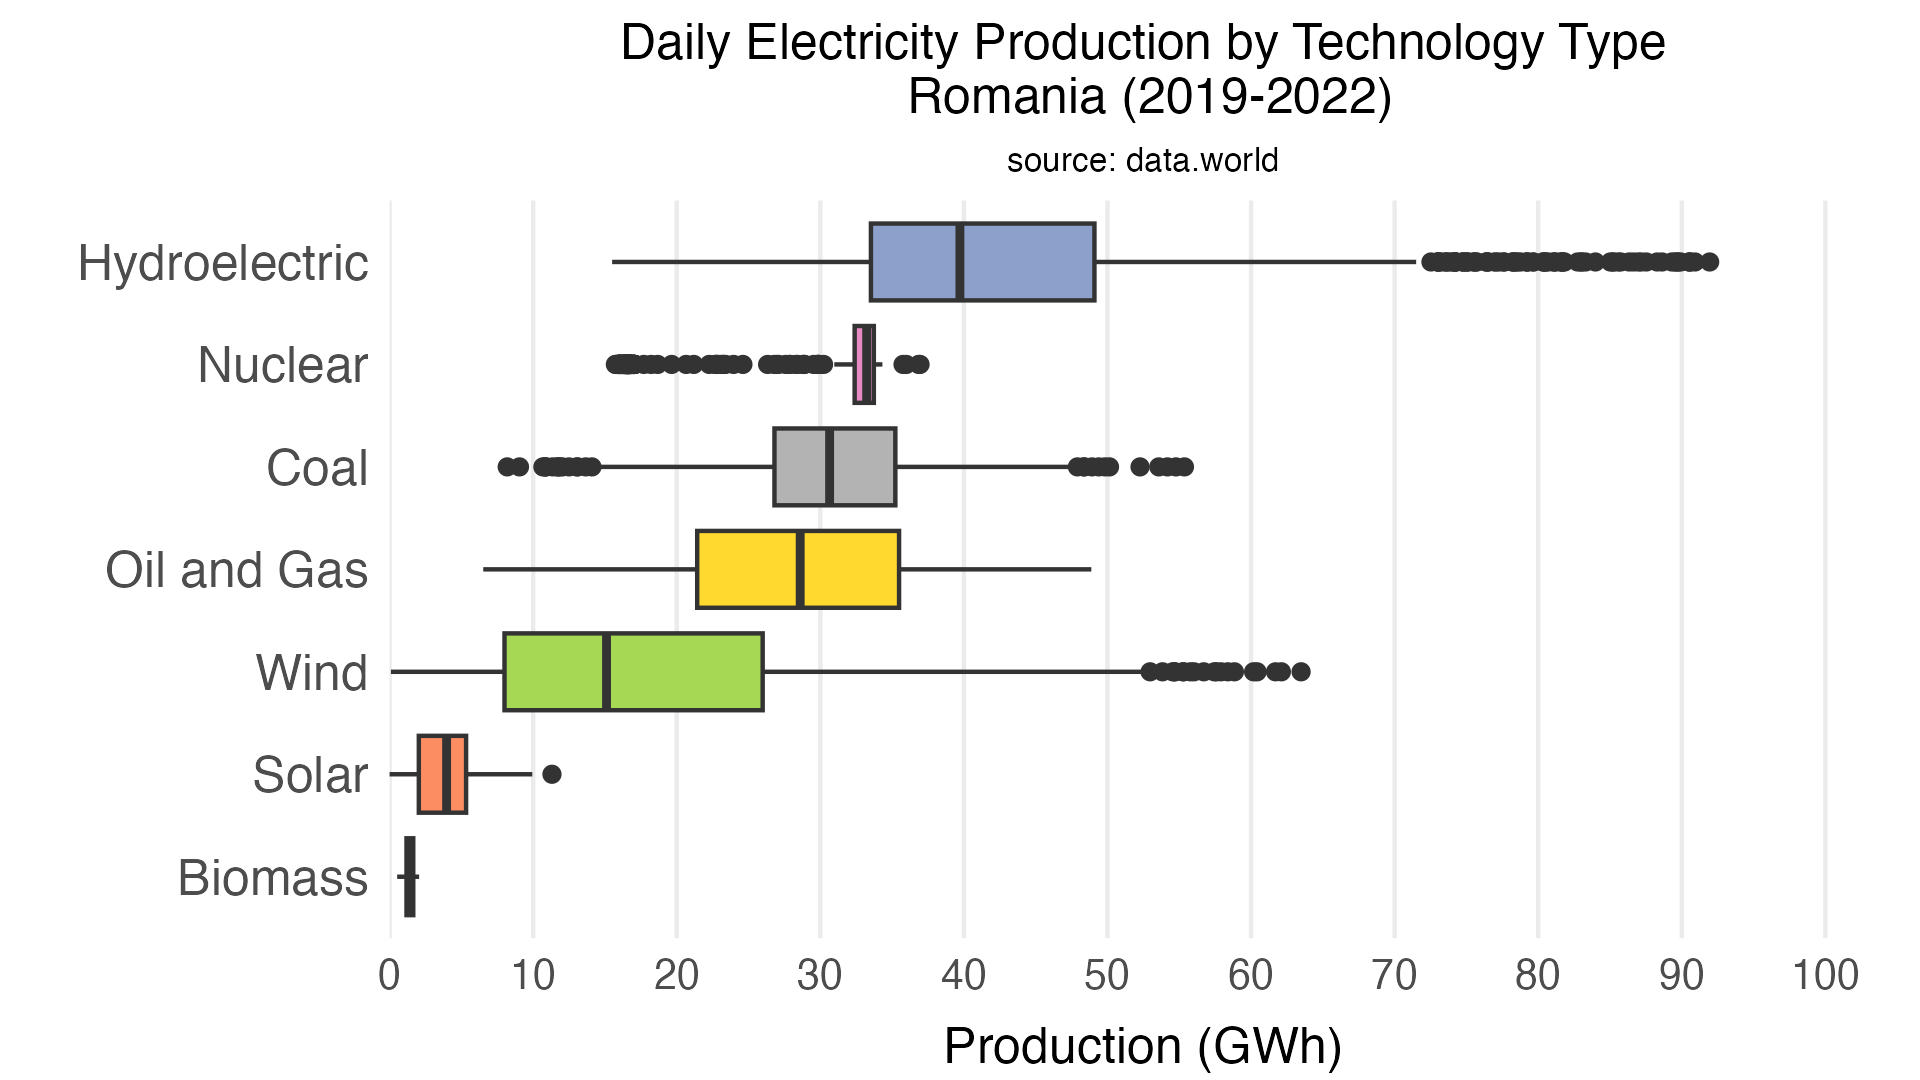 Daily Electricity Production by Technology Type
Romania (2019-2022)
source: data.world
Hydroelectric
Nuclear
Coal
Oil and Gas
Wind
Solar
Biomass
0 10 20 30 40 50 60 70 80 90 100
Production (GWh)